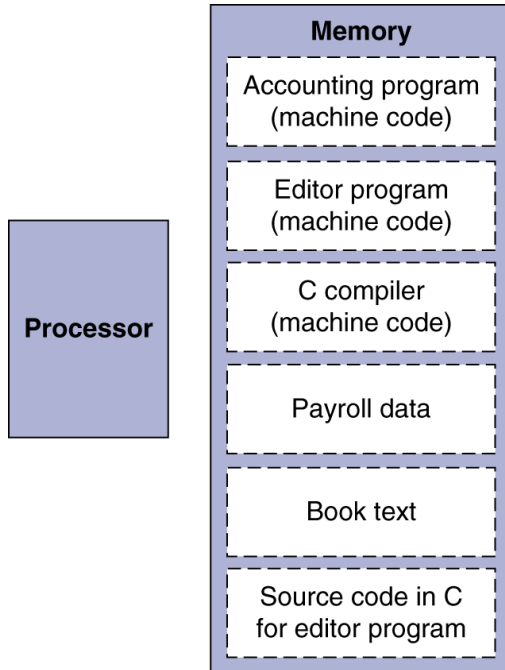 Memory
Accounting program
(machine code)
Editor program
(machine code)
C compiler
(machine code)
Processor
Payroll data
Book text
Source code in C
for editor program